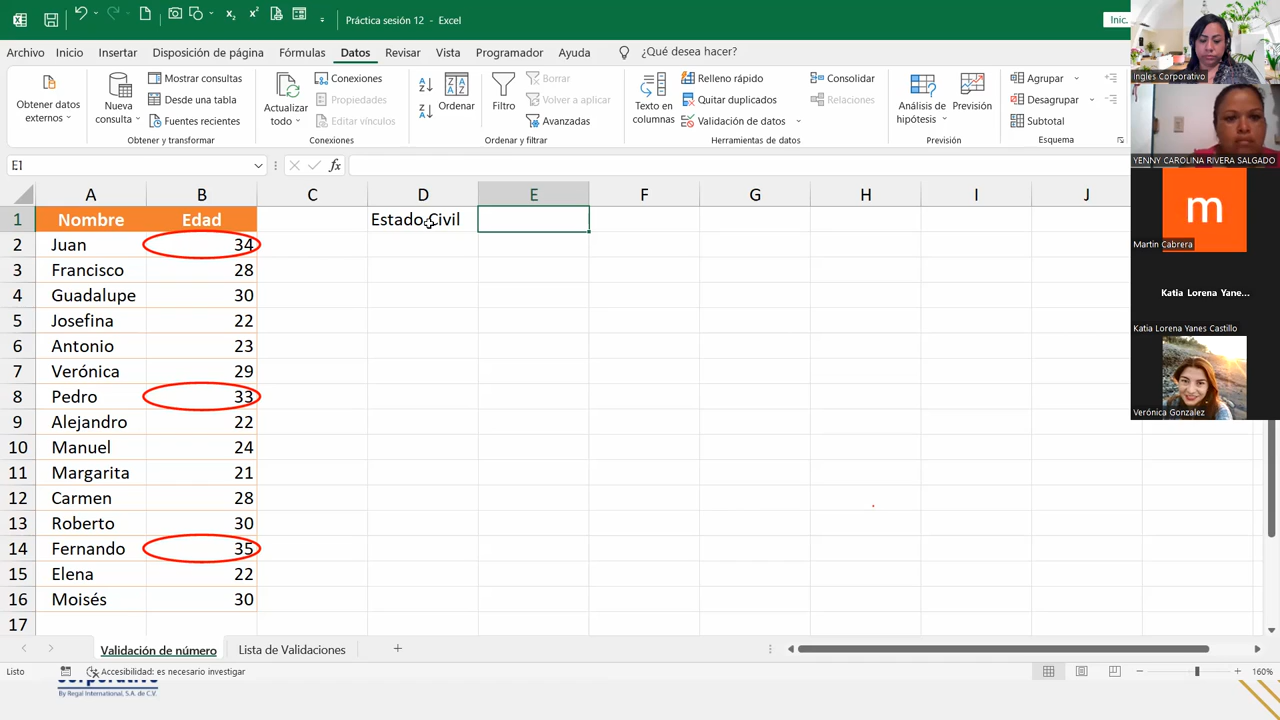 Práctica sesión 12 - Excel
Inic.
Archivo Inicio Insertar Disposición de página Fórmulas Datos Revisar Vista Programador Ayuda ¿Qué desea hacer?
Obtener datos externos
Nueva consulta
Mostrar consultas
Desde una tabla
Fuentes recientes
Obtener y transformar
Actualizar todo
Conexiones
Propiedades
Editar vínculos
Conexiones
Ordenar
Filtro
Borrar
Volver a aplicar
Avanzadas
Ordenar y filtrar
Texto en columnas
Relleno rápido
Quitar duplicados
Validación de datos
Consolidar
Relaciones
Herramientas de datos
Análisis de hipótesis
Previsión
Previsión
Agrupar
Desagrupar
Subtotal
Esquema
E1
fx
A B C D E F G H I J
1 Nombre Edad Estado Civil
2 Juan 34
3 Francisco 28
4 Guadalupe 30
5 Josefina 22
6 Antonio 23
7 Verónica 29
8 Pedro 33
9 Alejandro 22
10 Manuel 24
11 Margarita 21
12 Carmen 28
13 Roberto 30
14 Fernando 35
15 Elena 22
16 Moisés 30
17
Validación de número Lista de Validaciones
Listo Accesibilidad: es necesario investigar 160%
By Regal International, S.A. de C.V.
Ingles Corporativo
YENNY CAROLINA RIVERA SALGADO
m
Martin Cabrera
Katia Lorena Yane...
Katia Lorena Yanes Castillo
Verónica Gonzalez